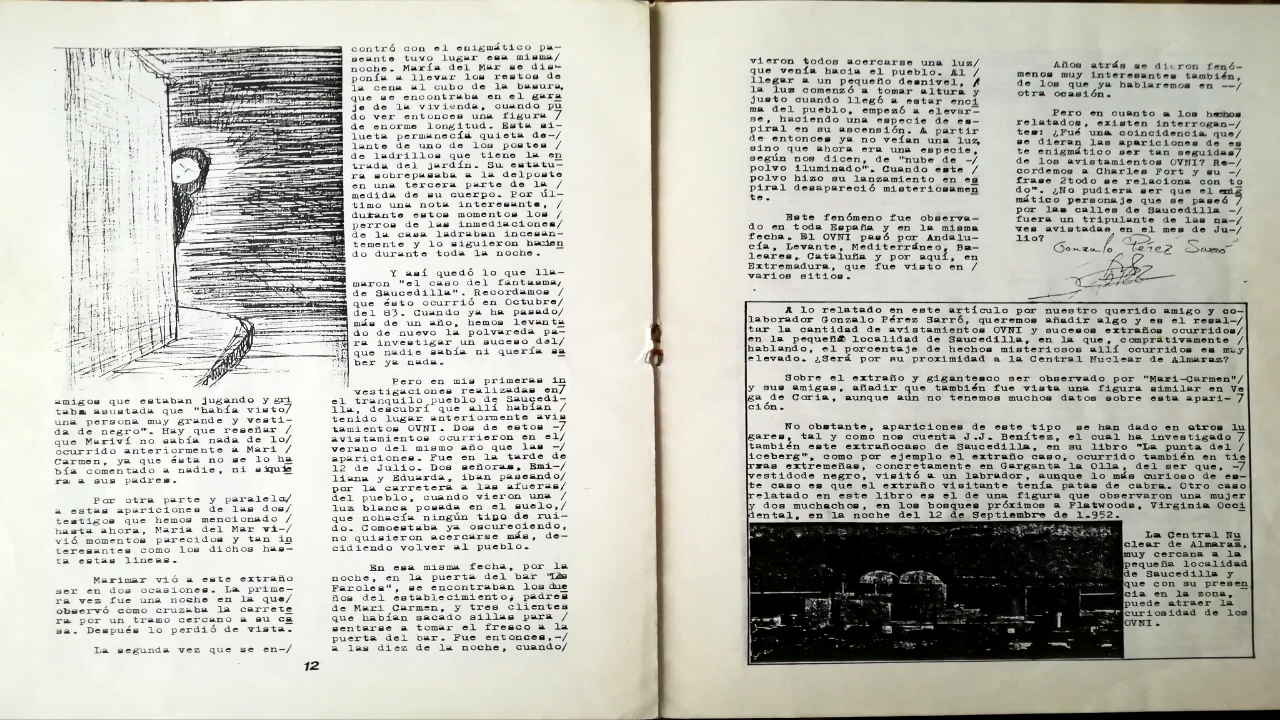 amigos que estaban jugando y gri
taba asustada que "había visto/
una persona muy grande y vesti-
da de negro". Hay que reseñar /
que Mariví no sabía nada de lo/
ocurrido anteriormente a Mari /
Carmen, ya que ésta no se lo ha
bía comentado a nadie, ni siquie
ra a sus padres.
Por otra parte y paralela/
a estas apariciones de las dos/
testigos que hemos mencionado /
hasta ahora, María del Mar vi-/
vió momentos parecidos y tan in
teresantes como los dichos has-
ta estas lineas.
Marimar vió a este extraño
ser en dos ocasiones. La prime-
ra vez fue una noche en la que/
observó cómo cruzaba la carrete
ra por un tramo cercano a su ca
sa. Después lo perdió de vista.
La segunda vez que se en-/
contró con el enigmático pa-
seante tuvo lugar esa misma/
noche. María del Mar se dis-
ponía a llevar los restos de
la cena al cubo de la basura,
que se encontraba en el gara
je de la vivienda, cuando pu
do ver entonces una figura /
de enorme longitud. Esta si-
lueta permanecía quieta de-/
lante de uno de los postes /
de ladrillos que tiene la en
trada del jardín. Su estatu-
ra sobrepasaba a la delposte
en una tercera parte de la /
medida de su cuerpo. Por úl-
timo una nota interesante, /
durante estos momentos los /
perros de las inmediaciones/
de la casa ladraban incesan-
temente y lo siguieron hacien
do durante toda la noche.
Y así quedó lo que lla-
maron "el caso del fantasma,
de Saucedilla". Recordamos /
que ésto ocurrió en Octubre/
del 83. Cuando ya ha pasado/
más de un año, hemos levanta
do de nuevo la polvareda pa-
ra investigar un suceso del/
que nadie sabía ni quería sa
ber ya nada.
Pero en mis primeras in
vestigaciones realizadas en/
el tranquilo pueblo de Saucedi-
lla, descubrí que allí habían /
tenido lugar anteriormente avis
tamientos OVNI. Dos de estos -/
avistamientos ocurrieron en el/
verano del mismo año que las -/
apariciones. Fue en la tarde de
12 de Julio. Dos señoras, Emi-/
liana y Eduarda, iban paseando/
por la carretera a las afueras/
del pueblo, cuando vieron una /
luz blanca posada en el suelo,/
que nohacía ningún tipo de rui-
do. Comoestaba ya oscureciendo,
no quisieron acercarse más, de-
cidiendo volver al pueblo.
En esa misma fecha, por la
noche, en la puerta del bar "Los
Faroles", se encontraban los due
ños del establecimiento, padres
de Mari Carmen, y tres clientes
que habían sacado sillas para /
sentarse a tomar el fresco a la
puerta del bar. Fue entonces,-/
a las diez de la noche, cuando/
12
vieron todos acercarse una luz/
que venía hacia el pueblo. Al /
llegar a un pequeño desnivel, /
la luz comenzó a tomar altura y
justo cuando llegó a estar enci
ma del pueblo, empezó a elevar-
se, haciendo una especie de es-
piral en su ascensión. A partir
de entonces ya no veían una luz,
sino que ahora era una especie,
según nos dicen, de "nube de -/
polvo iluminado". Cuando este /
polvo hizo su lanzamiento en es
piral desapareció misteriosamen
te.
Este fenómeno fue observa-
do en toda España y en la misma
fecha. El OVNI pasó por Andalu-
cía, Levante, Mediterráneo, Ba-
leares, Cataluña y por aquí, en
Extremadura, que fue visto en /
varios sitios.
Años atrás se dieron fenó-
menos muy interesantes también,
de los que ya hablaremos en --/
otra ocasión.
Pero en cuanto a los hechos
relatados, existen interrogan-/
tes: ¿Fué una coincidencia que/
se dieran las apariciones de es
te enigmático ser tan seguidas/
de los avistamientos OVNI? Re-/
cordemos a Charles Fort y su -/
frase 2todo se relaciona con to
do". ¿No pudiera ser que el enig
mático personaje que se paseó /
por las calles de Saucedilla -/
fuera un tripulante de las na-/
ves avistadas en el mes de Ju-/
lio?
Gonzalo Pérez Sarró
A lo relatado en este artículo por nuestro querido amigo y co-
laborador Gonzalo Pérez Sarró, queremos añadir algo y es el resal-/
tar la cantidad de avistamientos OVNI y sucesos extraños ocurridos/
en la pequeña localidad de Saucedilla, en la que, comprativamente /
hablando, el porcentaje de hechos misteriosos allí ocurridos es muy
elevado. ¿Será por su proximidad a la Central Nuclear de Almaraz?
Sobre el extraño y gigantesco ser observado por "Mari-Carmen"/
y sus amigas, añadir que también fue vista una figura similar en Ve
ga de Coria, aunque aún no tenemos muchos datos sobre esta apari-/
ción.
No obstante, apariciones de este tipo se han dado en otros lu
gares, tal y como nos cuenta J.J. Benítez, el cual ha investigado /
también este extrañocaso de Saucedilla, en su libro "La punta del /
iceberg", como por ejemplo el extraño caso, ocurrido también en tie
rras extremeñas, concretamente en Garganta la Olla, del ser que, -/
vestidode negro, visitó a un labrador, aunque lo más curioso de es-
te caso es que el extraño visitante tenía patas de cabra. Otro caso
relatado en este libro es el de una figura que observaron una mujer
y dos muchachos, en los bosques próximos a Flatwoods, Virginia Occi
dental, en la noche del 12 de Septiembre de 1.952.
La Central Nu
clear de Almaraz,
muy cercana a la
pequeña localidad
de Saucedilla y
que con su presen
cia en la zona,
puede atraer la
curiosidad de los
OVNI.